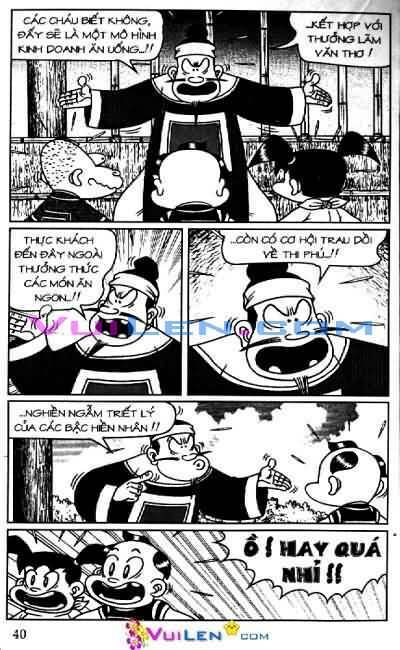 CÁC CHÁU BIẾT KHÔNG,
ĐÂY SẼ LÀ MỘT MÔ HÌNH
KINH DOANH ĂN UỐNG...!!
..KẾT HỢP VỚI
THƯỞNG LÃM
VĂN THƠ !
THỰC KHÁCH
ĐẾN ĐÂY NGOÀI
THƯỞNG THỨC
CÁC MÓN ĂN
NGON...!!
...CÒN CÓ CƠ HỘI TRAU DỒI
VỀ THI PHÚ...!!
VUILEN.COM
...NGHIỀN NGẪM TRIẾT LÝ
CỦA CÁC BẬC HIỀN NHÂN !!
Ồ ! HAY QUÁ
NHỈ !!
40
VUILEN.COM